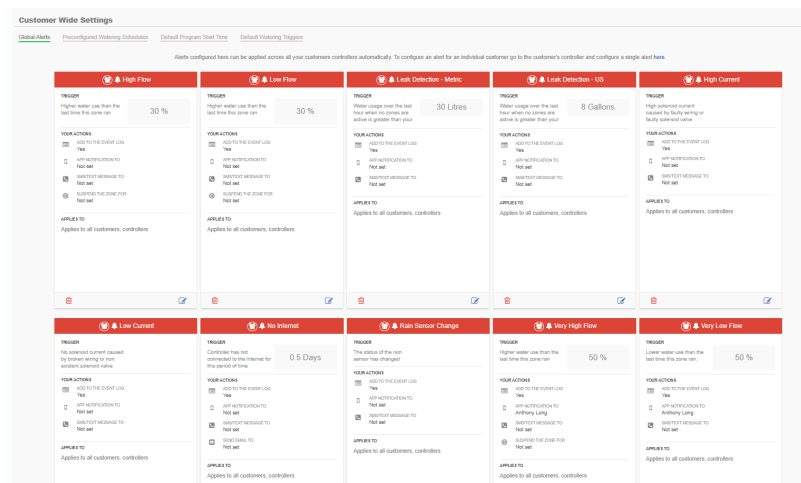 Customer Wide Settings
Global Alerts Preconfigured Watering Schedules Default Program Start Time Default Watering Triggers
Alerts configured here can be applied across all your customers controllers automatically. To configure an alert for an individual customer go to the customer's controller and configure a single alert here.
High Flow
TRIGGER
Higher water use than the
last time this zone ran
30 %
YOUR ACTIONS
ADD TO THE EVENT LOG
Yes
APP NOTIFICATION TO
Not set
SMS/TEXT MESSAGE TO
Not set
SUSPEND THE ZONE FOR
Not set
APPLIES TO
Applies to all customers, controllers
Low Flow
TRIGGER
Higher water use than the
last time this zone ran
30 %
YOUR ACTIONS
ADD TO THE EVENT LOG
Yes
APP NOTIFICATION TO
Not set
SMS/TEXT MESSAGE TO
Not set
SUSPEND THE ZONE FOR
Not set
APPLIES TO
Applies to all customers, controllers
Leak Detection - Metric
TRIGGER
Water usage over the last
hour when no zones are
active is greater than your
30 Litres
YOUR ACTIONS
ADD TO THE EVENT LOG
Yes
APP NOTIFICATION TO
Not set
SMS/TEXT MESSAGE TO
Not set
APPLIES TO
Applies to all customers, controllers
Leak Detection - US
TRIGGER
Water usage over the last
hour when no zones are
active is greater than your
8 Gallons
YOUR ACTIONS
ADD TO THE EVENT LOG
Yes
APP NOTIFICATION TO
Not set
SMS/TEXT MESSAGE TO
Not set
APPLIES TO
Applies to all customers, controllers
High Current
TRIGGER
High solenoid current
caused by faulty wiring or
faulty solenoid valve
YOUR ACTIONS
ADD TO THE EVENT LOG
Yes
APP NOTIFICATION TO
Not set
SMS/TEXT MESSAGE TO
Not set
APPLIES TO
Applies to all customers, controllers
Low Current
TRIGGER
No solenoid current caused
by broken wiring or non
existent solenoid valve
YOUR ACTIONS
ADD TO THE EVENT LOG
Yes
APP NOTIFICATION TO
Not set
SMS/TEXT MESSAGE TO
Not set
APPLIES TO
Applies to all customers, controllers
No Internet
TRIGGER
Controller has not
connected to the internet for
this period of time
0.5 Days
YOUR ACTIONS
ADD TO THE EVENT LOG
Yes
APP NOTIFICATION TO
Not set
SMS/TEXT MESSAGE TO
Not set
SEND EMAIL TO
Not set
APPLIES TO
Applies to all customers, controllers
Rain Sensor Change
TRIGGER
The status of the rain
sensor has changed
YOUR ACTIONS
ADD TO THE EVENT LOG
Yes
APP NOTIFICATION TO
Not set
SMS/TEXT MESSAGE TO
Not set
APPLIES TO
Applies to all customers, controllers
Very High Flow
TRIGGER
Higher water use than the
last time this zone ran
50 %
YOUR ACTIONS
ADD TO THE EVENT LOG
Yes
APP NOTIFICATION TO
Anthony Long
SMS/TEXT MESSAGE TO
Not set
SUSPEND THE ZONE FOR
Not set
APPLIES TO
Applies to all customers, controllers
Very Low Flow
TRIGGER
Lower water use than the
last time this zone ran.
50 %
YOUR ACTIONS
ADD TO THE EVENT LOG
Yes
APP NOTIFICATION TO
Anthony Long
SMS/TEXT MESSAGE TO
Not set
APPLIES TO
Applies to all customers, controllers